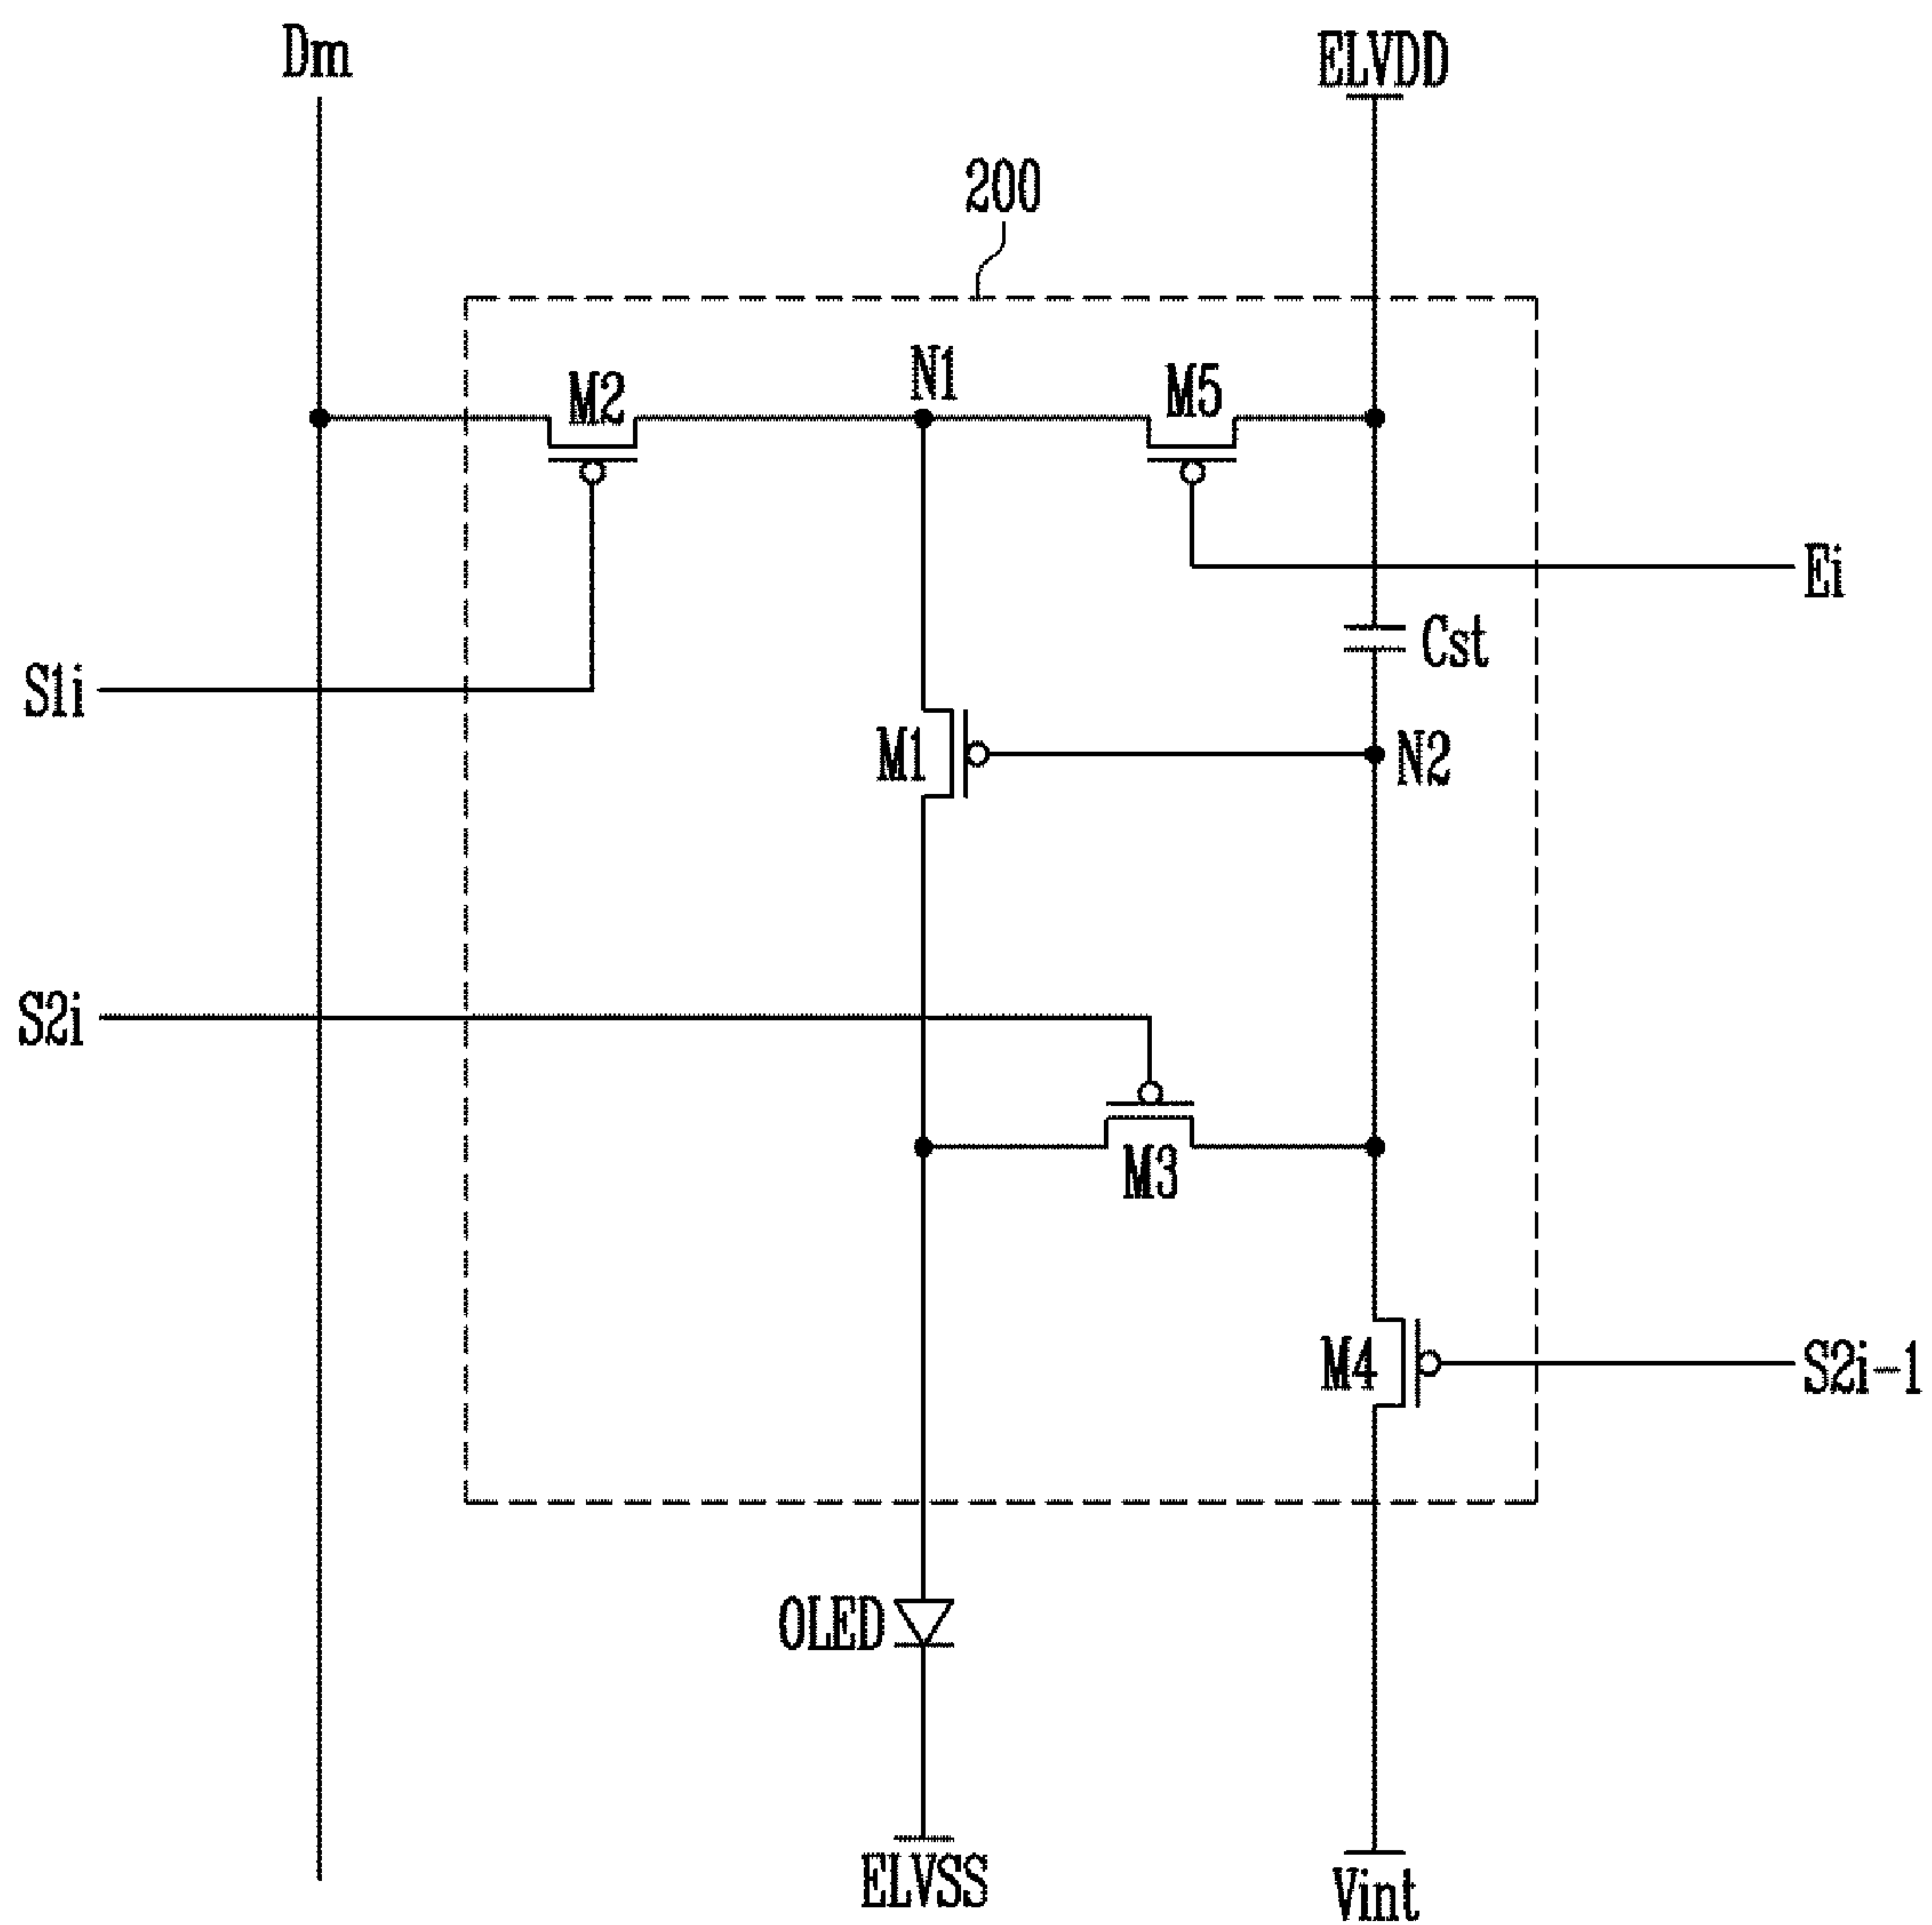 Dm
ELVDD
200
N1
M2
M5
Ei
Cst
S1i
M1
N2
S2i
M3
M4
S2i-1
OLED
ELVSS
Vint